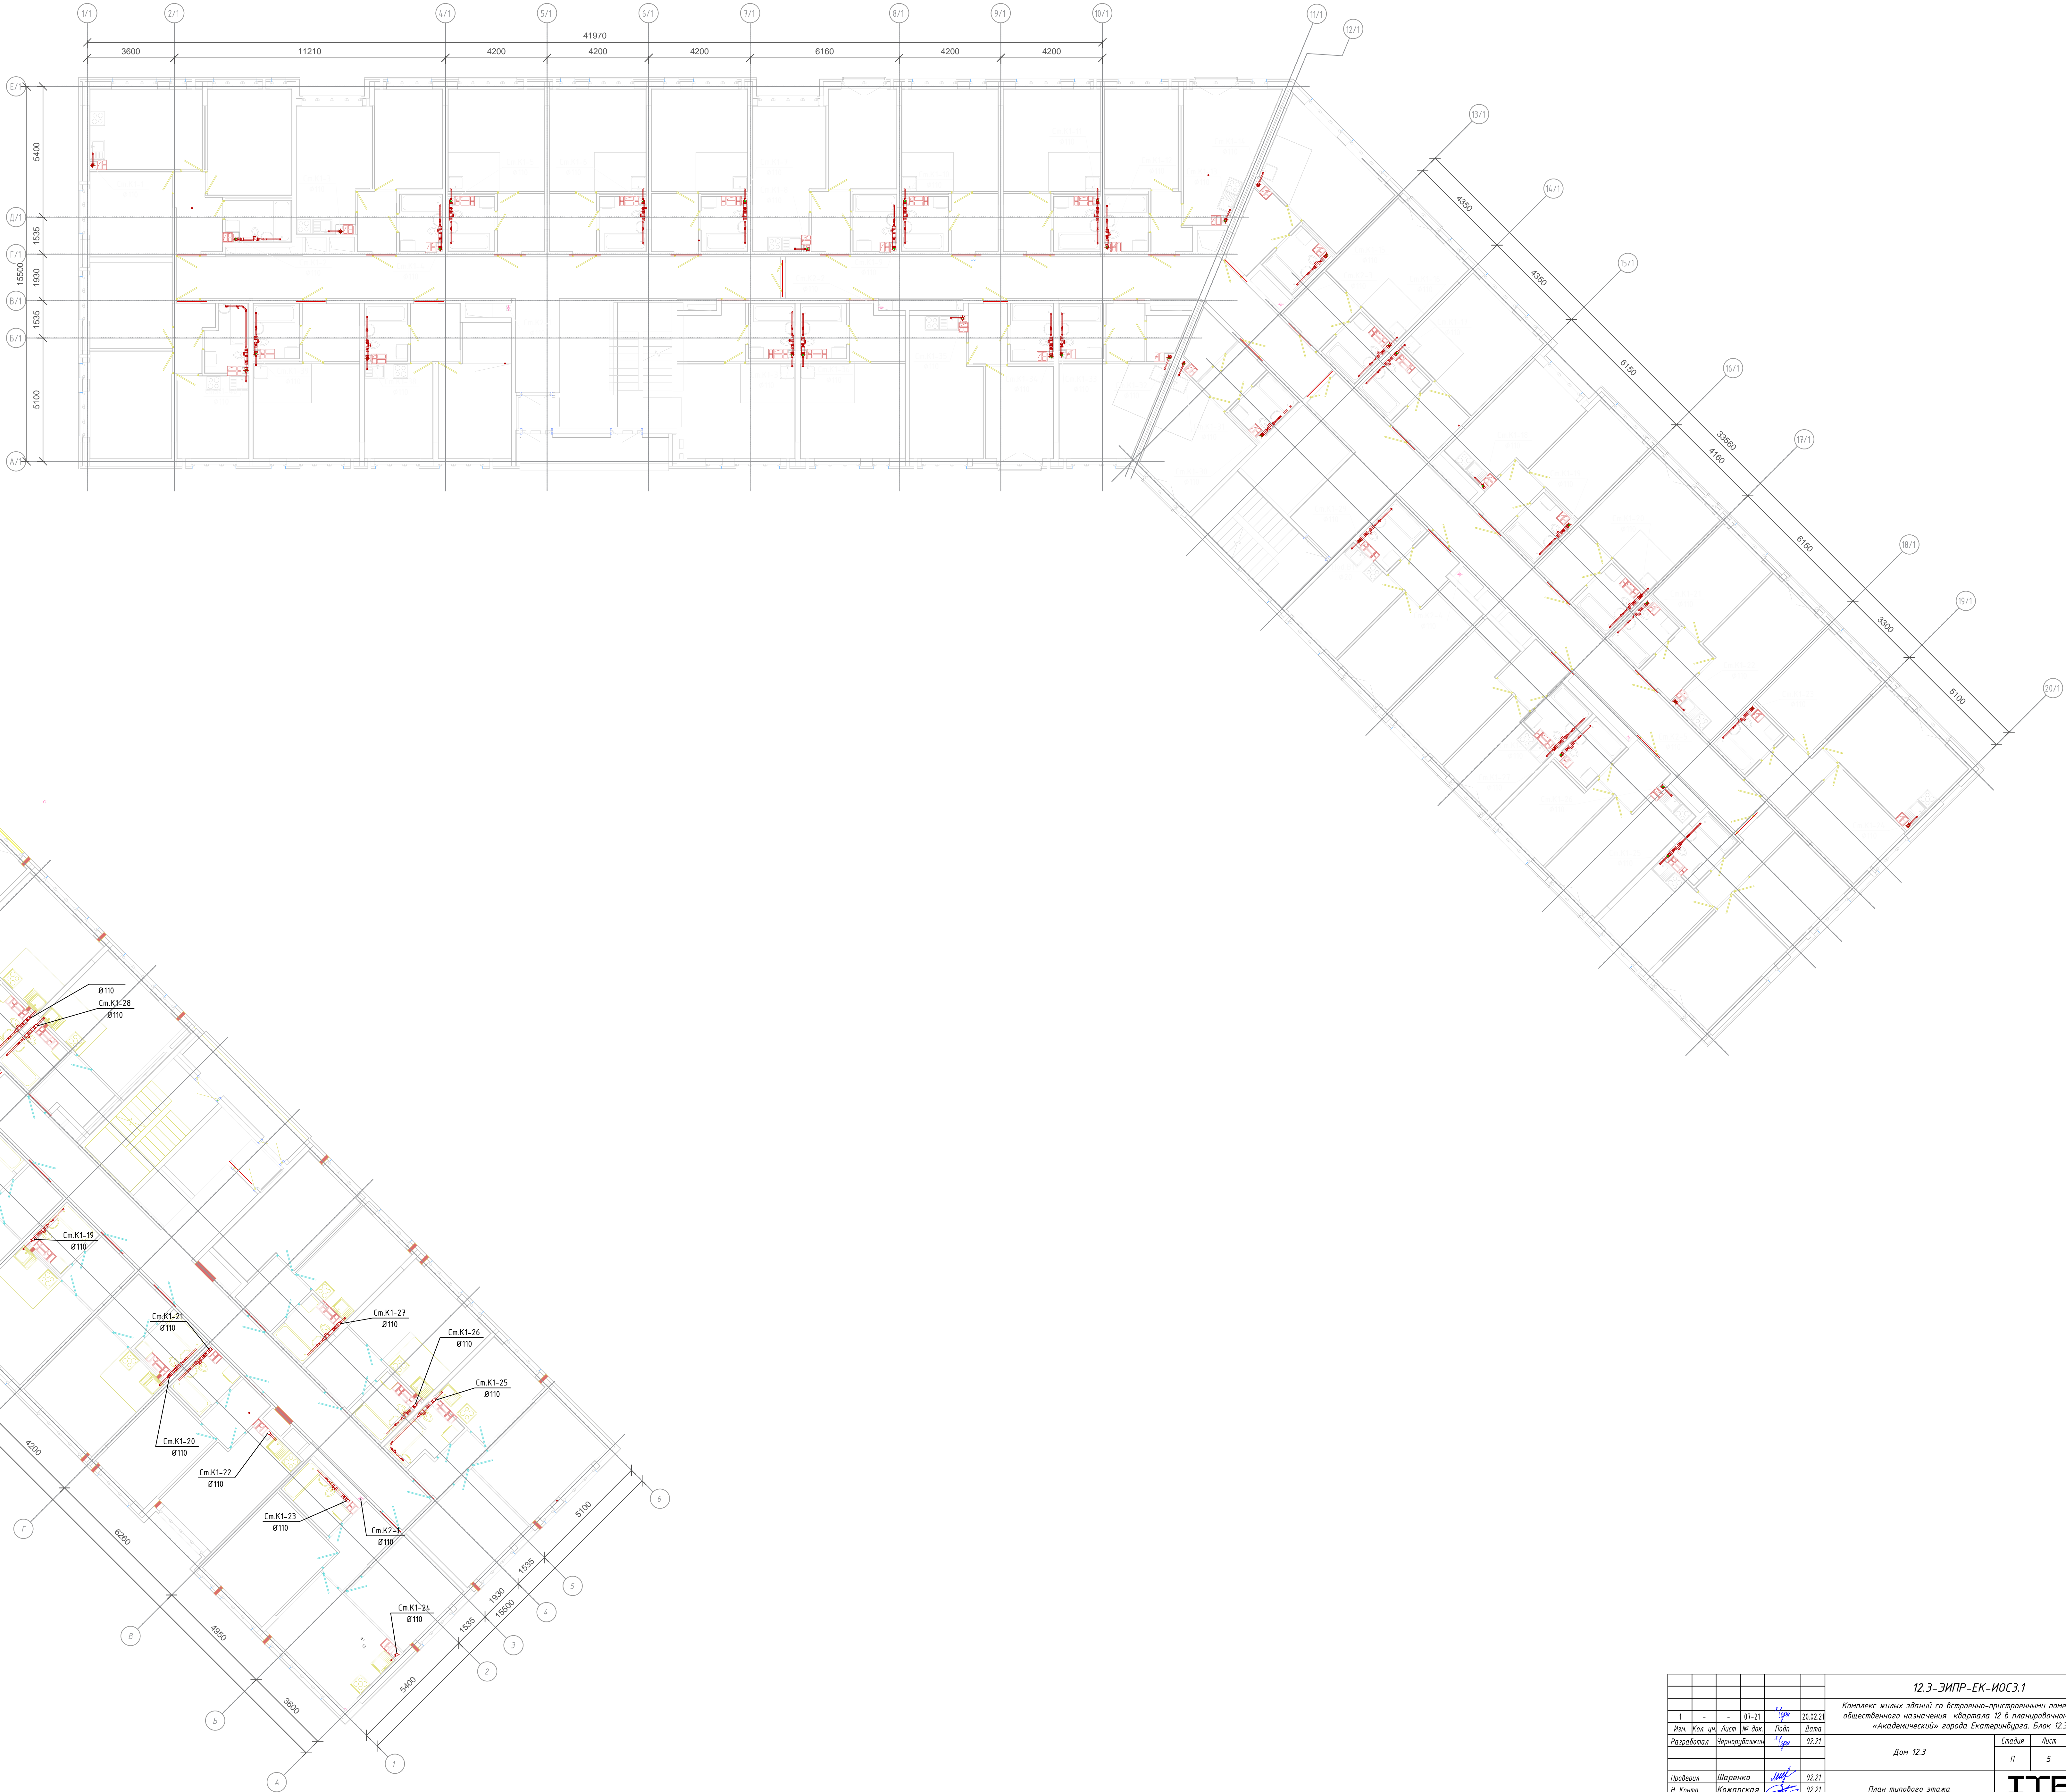 1/1 2/1 4/1 5/1 6/1 7/1 8/1 9/1 10/1 11/1 12/1
41970
3600 11210 4200 4200 4200 6160 4200 4200
Е/1
5400
Д/1
1535
Г/1
15500 1930
В/1
1535
Б/1
5100
А/1
13/1
14/1
15/1
16/1
17/1
18/1
19/1
20/1
4350
4350
6150
33560
4160
6150
3300
5100
Ø110
Ст.К1-28
Ø110
Ст.К1-19
Ø110
Ст.К1-21
Ø110
Ст.К1-27
Ø110
Ст.К1-26
Ø110
Ст.К1-25
Ø110
Ст.К1-20
Ø110
Ст.К1-22
Ø110
Ст.К1-23
Ø110
Ст.К2-1
Ø110
Ст.К1-24
Ø110
4200
6260
4950
3600
5400
1535
1930
15500
1535
5100
Г
В
Б
А
1
2
3
4
5
6
12.3-ЭИПР-ЕК-ИОС3.1
Комплекс жилых зданий со встроенно-пристроенными
общественного назначения квартала 12 в
«Академический» города Екатеринбурга. Блок 12.3
1 - - 07-21 20.02.21
Изм. Кол. уч. Лист № док. Подп. Дата
Разработал Чернорубашкин 02.21
Дом 12.3
Стадия Лист
П 5
Проверил Шаренко 02.21
Н. Контр. Кожарская 02.21
План типового этажа